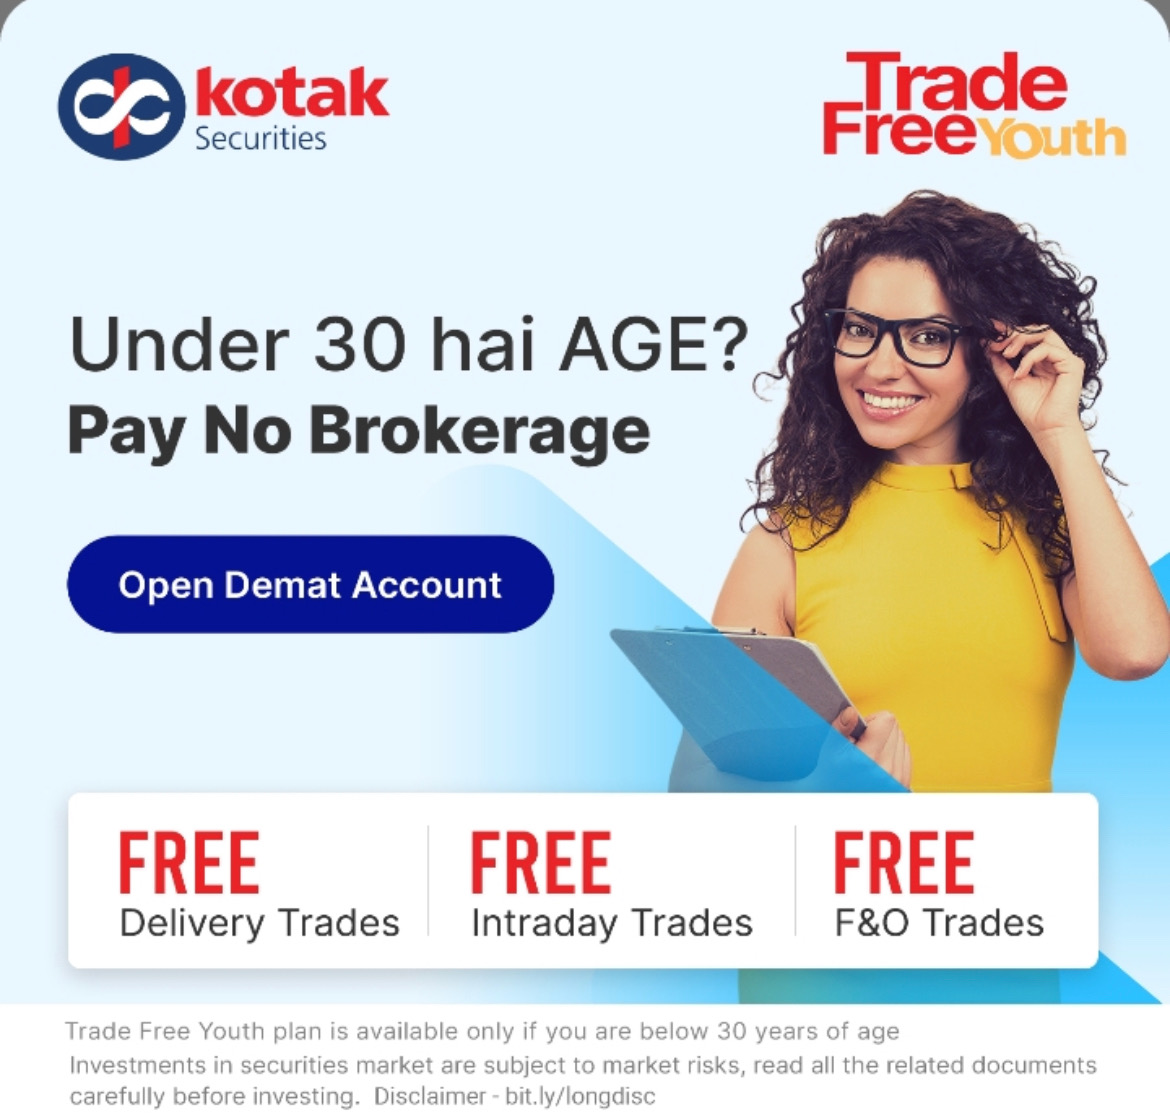 kotak
Securities
Trade
FreeYouth
Under 30 hai AGE?
Pay No Brokerage
Open Demat Account
FREE
Delivery Trades
FREE
Intraday Trades
FREE
F&O Trades
Trade Free Youth plan is available only if you are below 30 years of age
Investments in securities market are subject to market risks, read all the related documents
carefully before investing. Disclaimer - bit.ly/longdisc